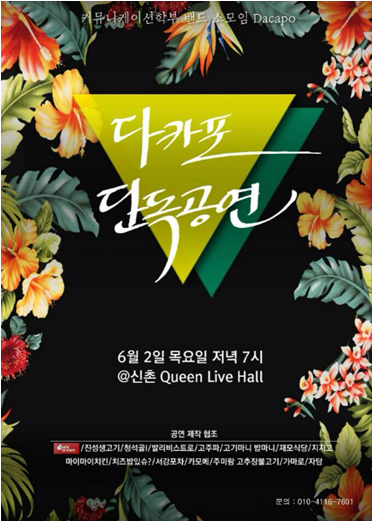 커뮤니케이션학부 밴드 소모임 Dacapo
다카포
단독공연
6월 2일 목요일 저녁 7시
@신촌 Queen Live Hall
공연 제작 협조
/진성생고기/청석골/발리비스트로/고주파/고기마니 밥마니/재모식당/지지고
마이마이치킨/치즈밥있슈?/서강포차/카모메/주미랑 고추장불고기/가마로/자담
문의 : 010-4116-7601